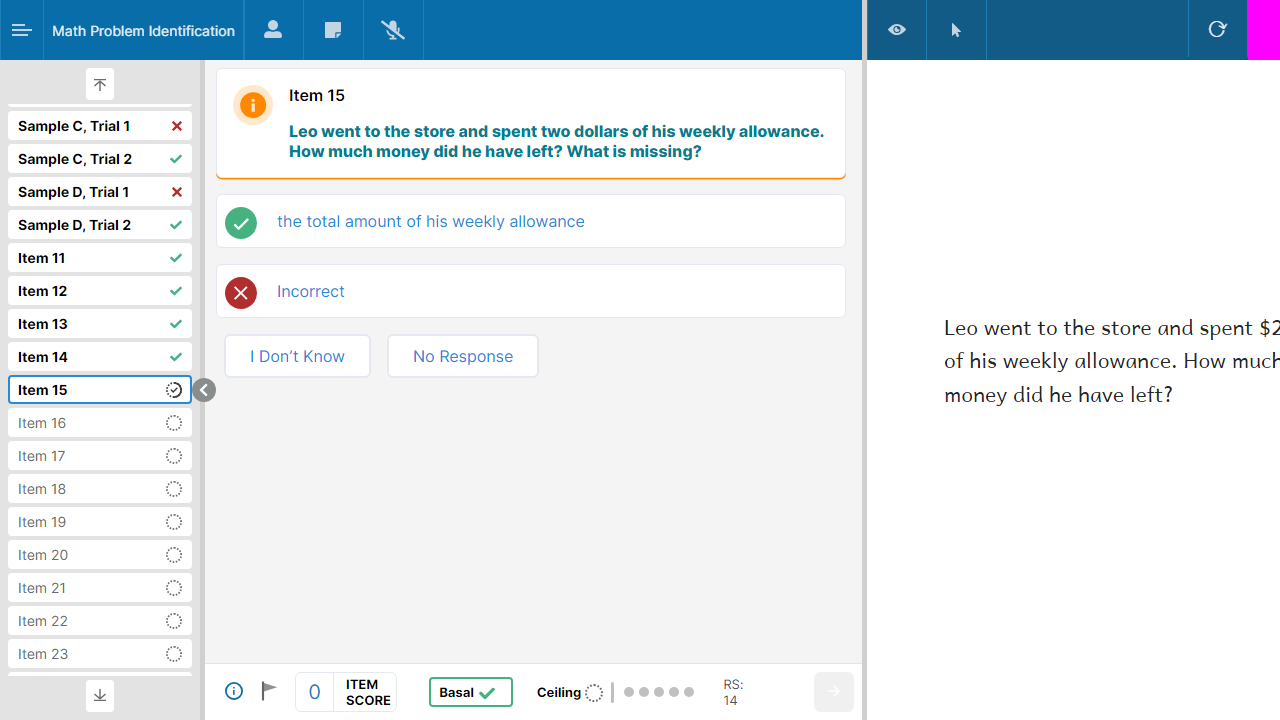 Math Problem Identification
Sample C, Trial 1
Sample C, Trial 2
Sample D, Trial 1
Sample D, Trial 2
Item 11
Item 12
Item 13
Item 14
Item 15
Item 16
Item 17
Item 18
Item 19
Item 20
Item 21
Item 22
Item 23
Item 15
Leo went to the store and spent two dollars of his weekly allowance.
How much money did he have left? What is missing?
the total amount of his weekly allowance
Incorrect
I Don't Know
No Response
0
ITEM
SCORE
Basal
Ceiling
RS:
14
Leo went to the store and spent $2
of his weekly allowance. How much
money did he have left?